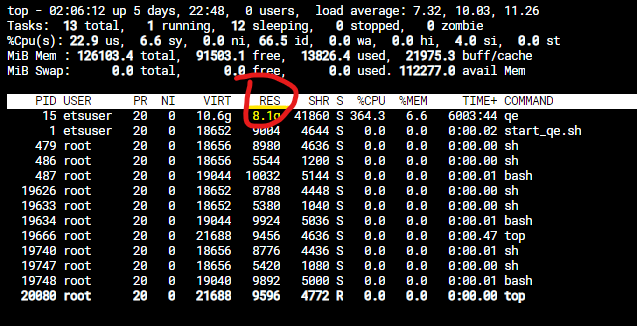 top - 02:06:12 up 5 days, 22:48,  0 users,  load average: 7.32, 10.03, 11.26
Tasks:  13 total,   1 running,  12 sleeping,   0 stopped,   0 zombie
%Cpu(s): 22.9 us,  6.6 sy,  0.0 ni, 66.5 id,  0.0 wa,  0.0 hi,  4.0 si,  0.0 st
MiB Mem : 126103.4 total,  91503.1 free,  13826.4 used,  21975.3 buff/cache
MiB Swap:      0.0 total,      0.0 free,      0.0 used. 112277.0 avail Mem
PID USER      PR  NI    VIRT    RES    SHR S  %CPU  %MEM     TIME+ COMMAND
15 etsuser   20   0   10.6g   8.1g  41860 S 364.3   6.6   6003:44 qe
1 etsuser   20   0   18652   9004   4644 S   0.0   0.0   0:00.02 start_qe.sh
479 root      20   0   18656   8980   4636 S   0.0   0.0   0:00.00 sh
486 root      20   0   18656   5544   1200 S   0.0   0.0   0:00.00 sh
487 root      20   0   19044  10032   5144 S   0.0   0.0   0:00.01 bash
19626 root      20   0   18652   8788   4448 S   0.0   0.0   0:00.00 sh
19633 root      20   0   18652   5380   1040 S   0.0   0.0   0:00.00 sh
19634 root      20   0   19044   9924   5036 S   0.0   0.0   0:00.01 bash
19666 root      20   0   21688   9456   4636 S   0.0   0.0   0:00.47 top
19740 root      20   0   18656   8776   4436 S   0.0   0.0   0:00.01 sh
19747 root      20   0   18656   5420   1080 S   0.0   0.0   0:00.00 sh
19748 root      20   0   19040   9892   5000 S   0.0   0.0   0:00.01 bash
20080 root      20   0   21688   9596   4772 R   0.0   0.0   0:00.00 top